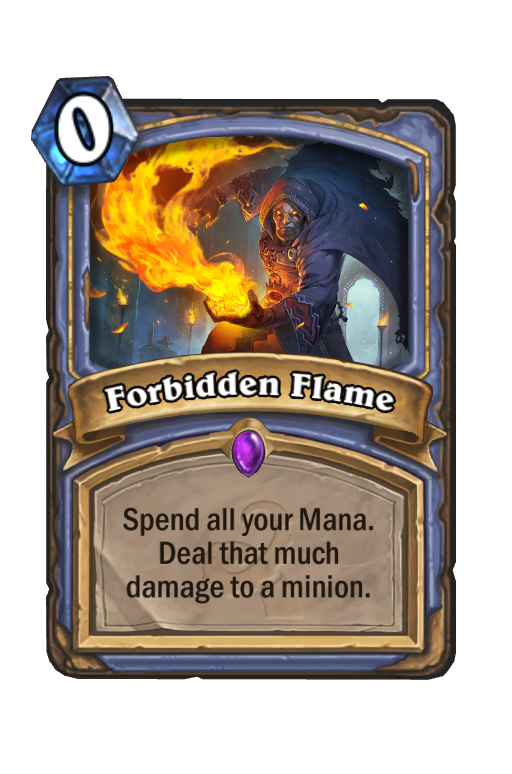 0
Forbidden Flame
Spend all your Mana.
Deal that much
damage to a minion.